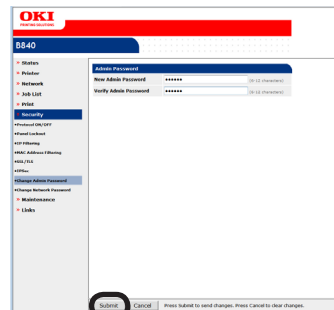 OKI
PRINTING SOLUTIONS
B840
Status
Printer
Network
Job List
Print
Security
Protocol ON/OFF
Panel Lockout
IP Filtering
MAC Address Filtering
SSL/TLS
IPSec
Change Admin Password
Change Network Password
Maintenance
Links
Admin Password
New Admin Password •••••• (6-12 characters)
Verify Admin Password •••••• (6-12 characters)
Submit Cancel Press Submit to send changes. Press Cancel to clear changes.